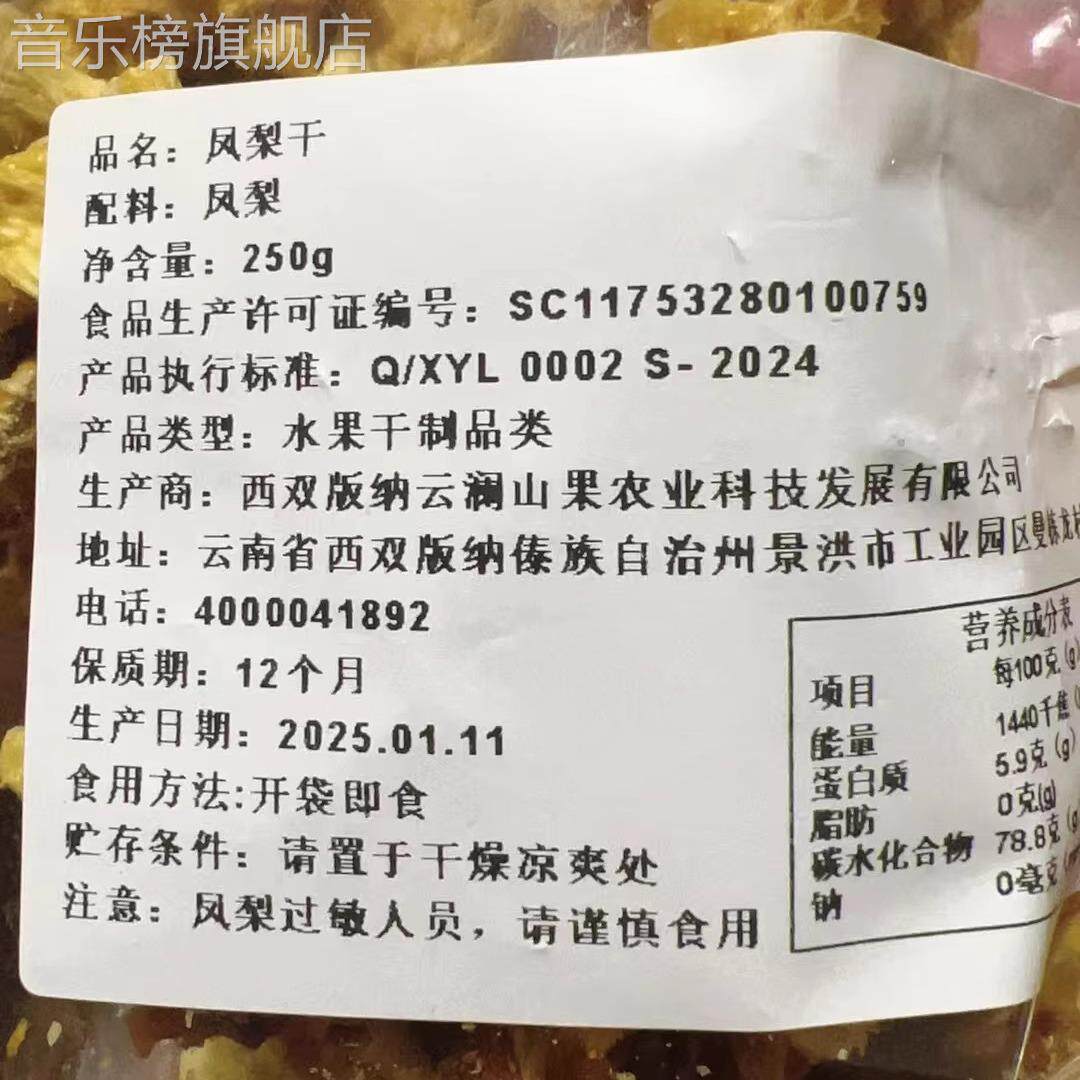 音乐榜旗舰店
品名：凤梨干
配料：凤梨
净含量：250g
食品生产许可证编号：SC11753280100759
产品执行标准：Q/XYL 0002 S- 2024
产品类型：水果干制品类
生产商：西双版纳云澜山果农业科技发展有限公司
地址：云南省西双版纳傣族自治州景洪市工业园区曼栋龙
电话：4000041892
保质期：12个月
生产日期：2025.01.11
食用方法:开袋即食
贮存条件：请置于干燥凉爽处
注意：凤梨过敏人员，请谨慎食用
营养成分表
项目 每100克(g)
能量 1440千焦
蛋白质 5.9克(g)
脂肪 0克(g)
碳水化合物 78.8克(g
钠 0毫克